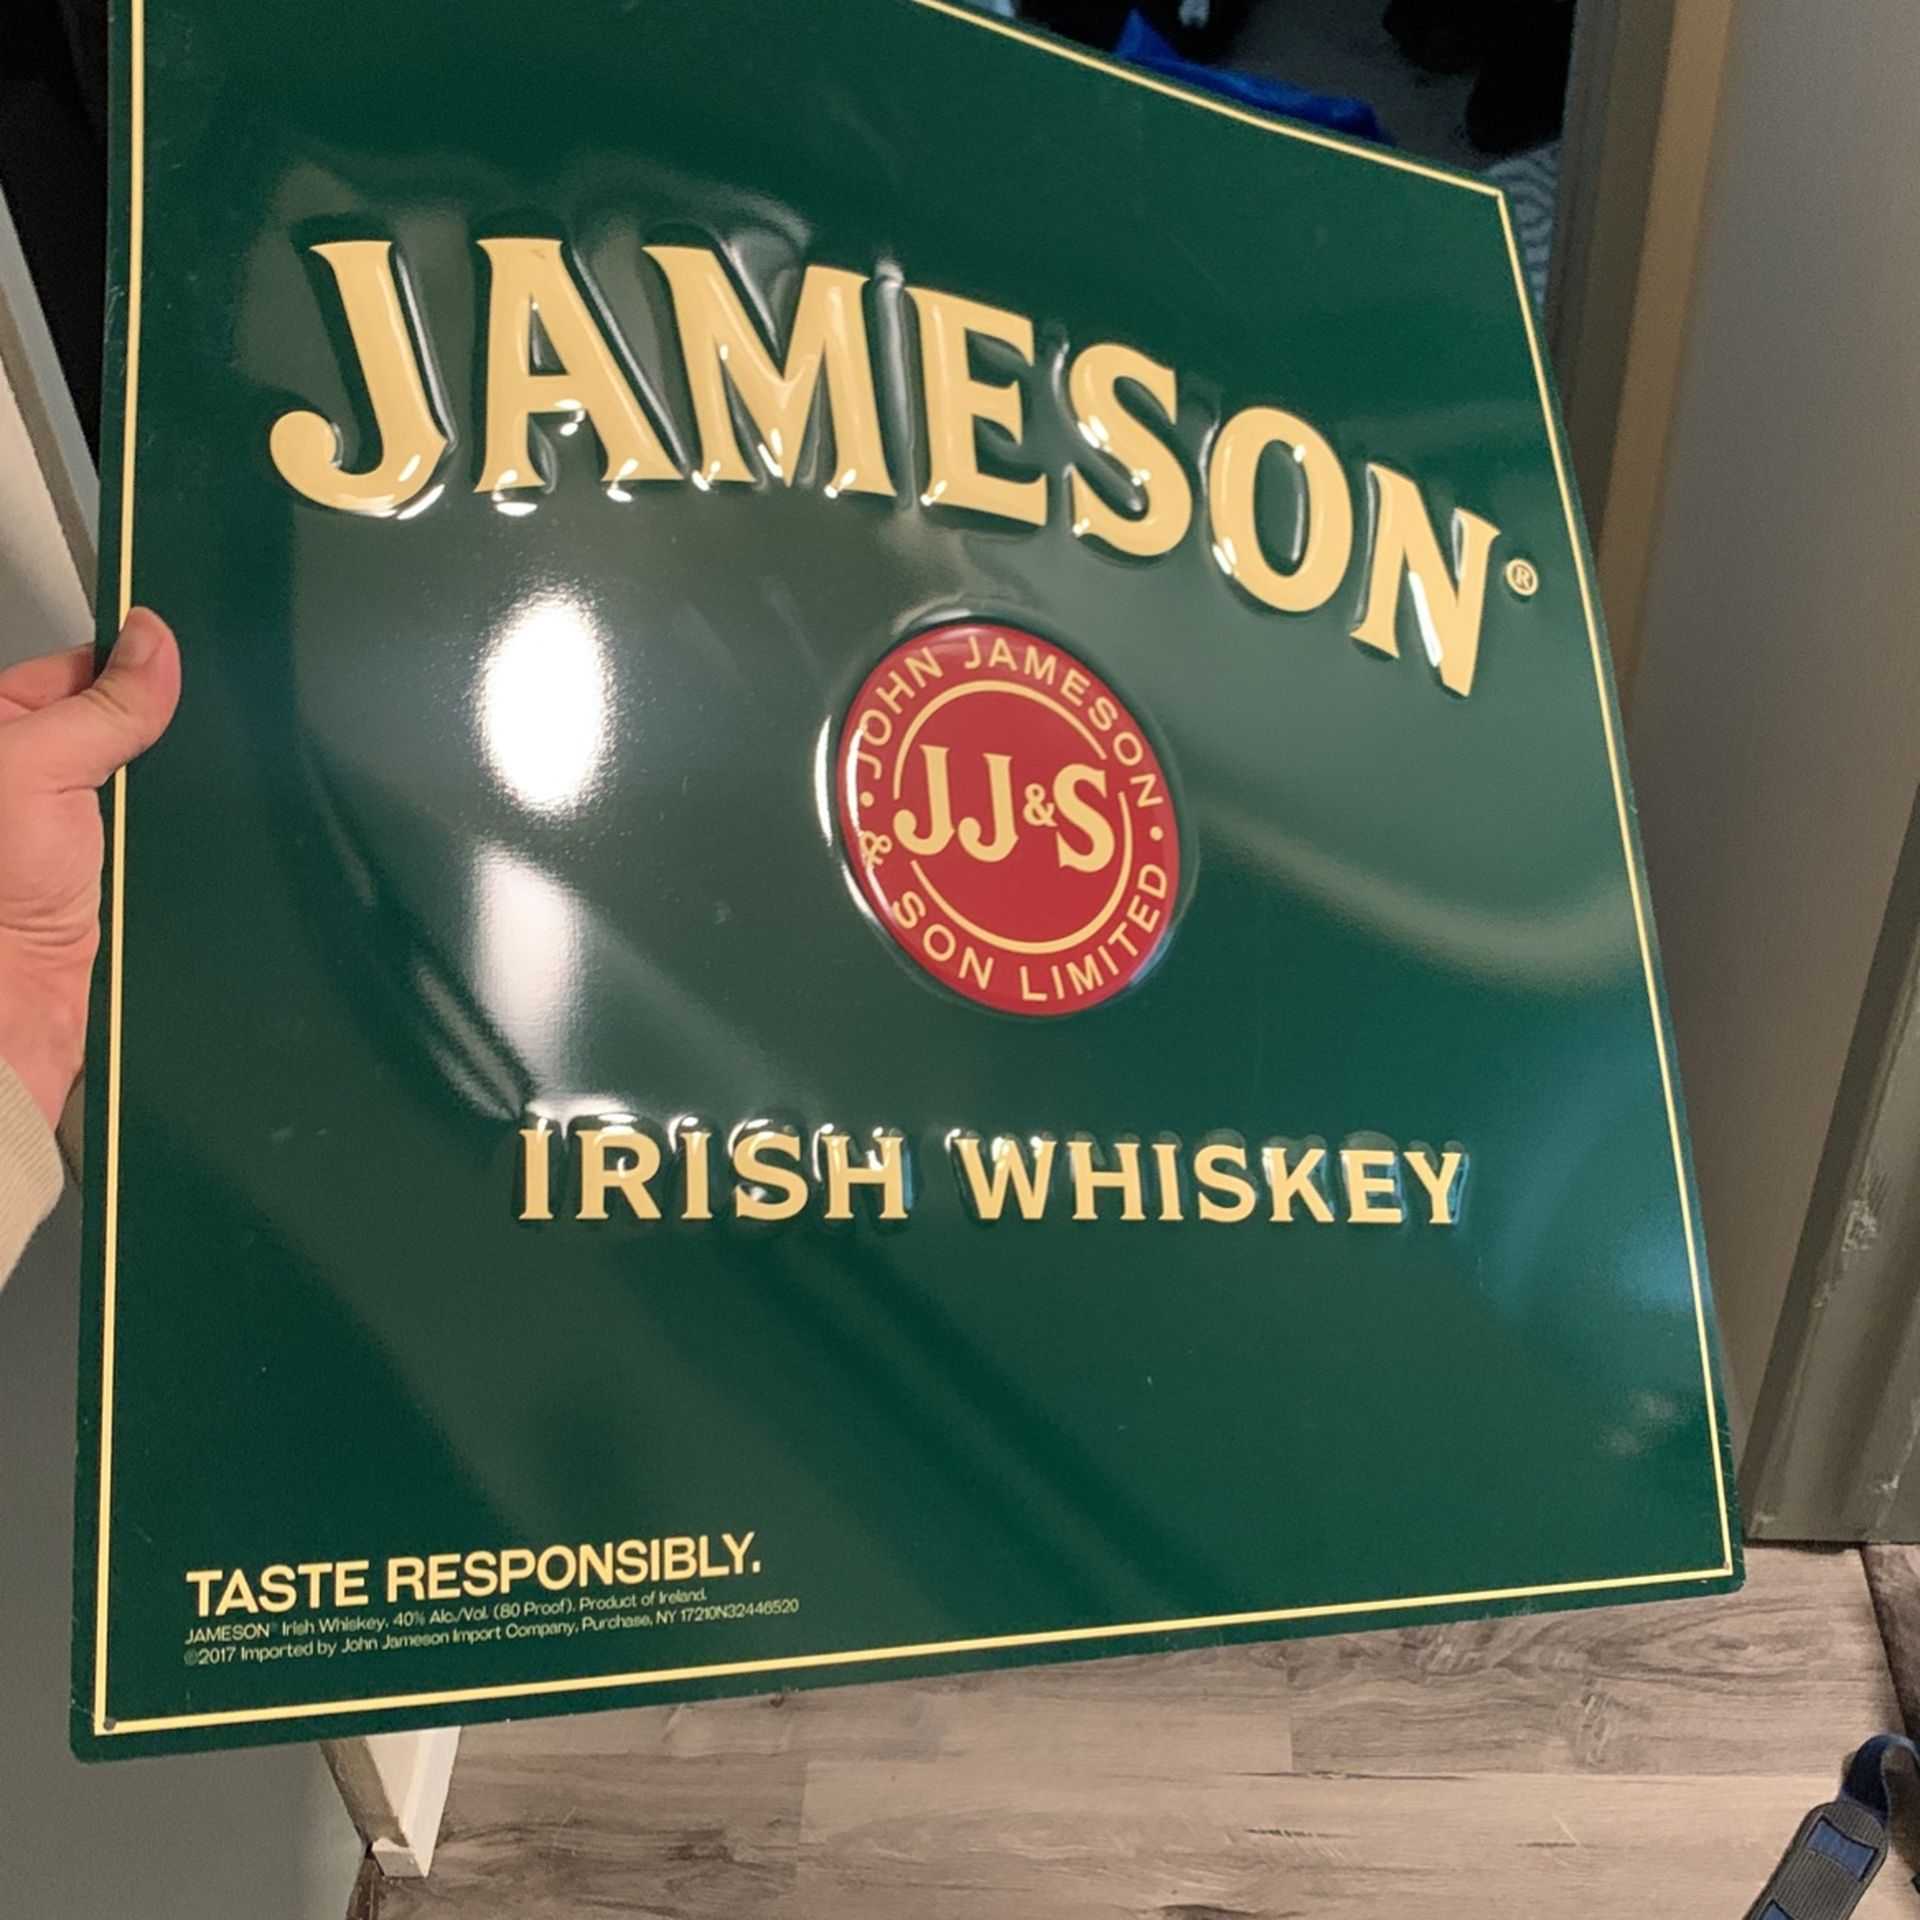 JAMESON®
• JOHN JAMESON •
JJ&S
& SON LIMITED
IRISH WHISKEY
TASTE RESPONSIBLY.
JAMESON® Irish Whiskey. 40% Alc./Vol. (80 Proof). Product of Ireland.
©2017 Imported by John Jameson Import Company, Purchase, NY 17210N32446520